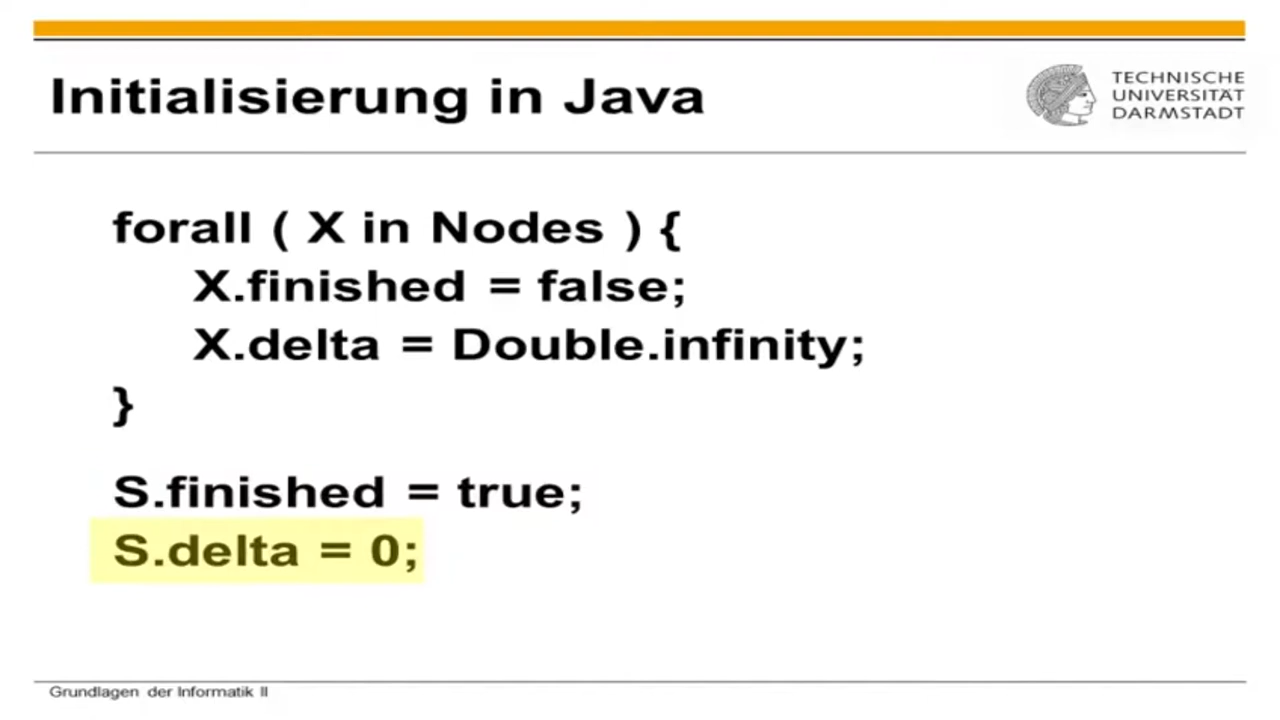 Initialisierung in Java
TECHNISCHE
UNIVERSITÄT
DARMSTADT
forall ( X in Nodes ) {
X.finished = false;
X.delta = Double.infinity;
}
S.finished = true;
S.delta = 0;
Grundlagen der Informatik II